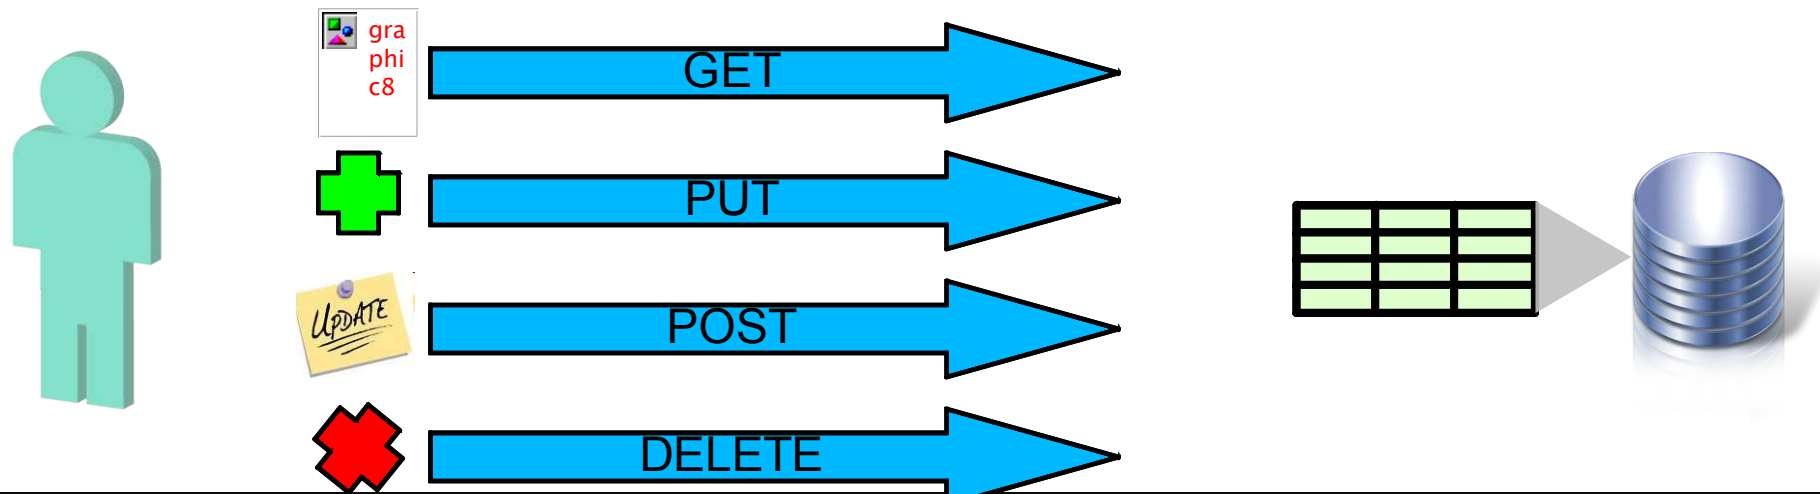 gra
phi
c8
GET
PUT
UPDATE
POST
DELETE